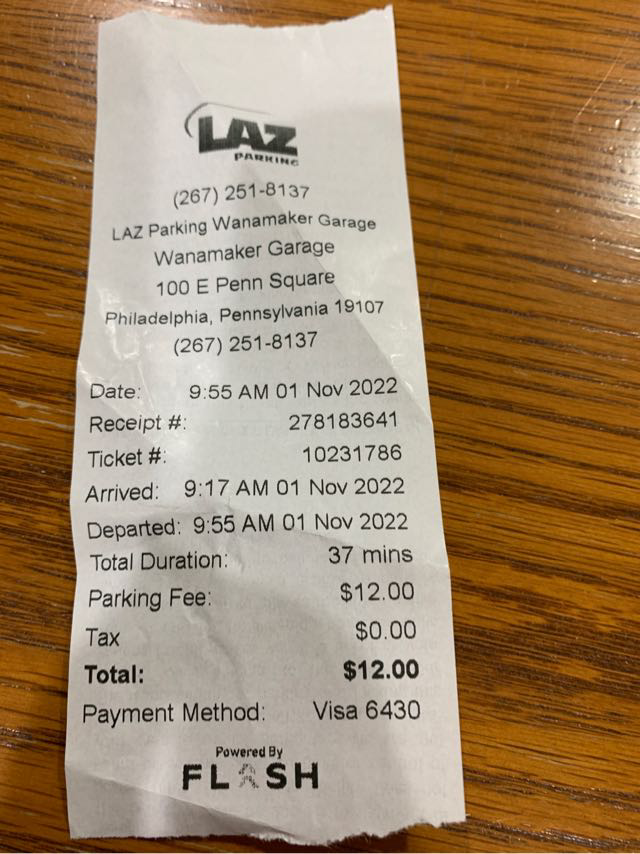 LAZ
PARKING
(267) 251-8137
LAZ Parking Wanamaker Garage
Wanamaker Garage
100 E Penn Square
Philadelphia, Pennsylvania 19107
(267) 251-8137
Date: 9:55 AM 01 Nov 2022
Receipt #: 278183641
Ticket #: 10231786
Arrived: 9:17 AM 01 Nov 2022
Departed: 9:55 AM 01 Nov 2022
Total Duration: 37 mins
Parking Fee: $12.00
Tax $0.00
Total: $12.00
Payment Method: Visa 6430
Powered By
FLASH